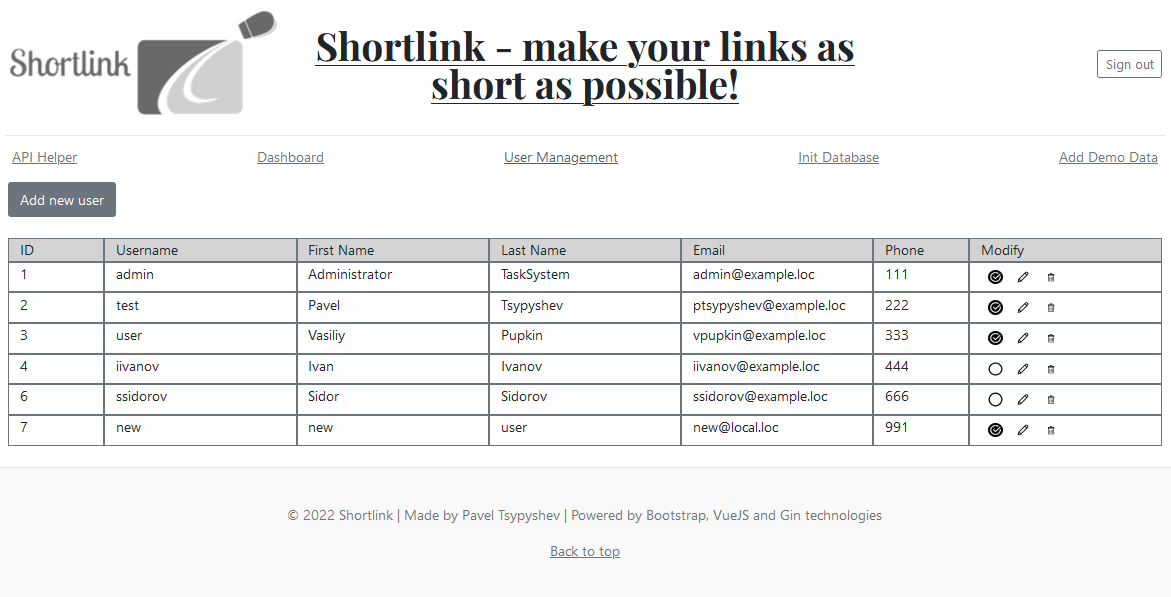 Shortlink
Shortlink - make your links as
short as possible!
Sign out
API Helper Dashboard User Management Init Database Add Demo Data
Add new user
ID Username First Name Last Name Email Phone Modify
1 admin Administrator TaskSystem admin@example.loc 111
2 test Pavel Tsypyshev ptsypyshev@example.loc 222
3 user Vasiliy Pupkin vpupkin@example.loc 333
4 iivanov Ivan Ivanov iivanov@example.loc 444
6 ssidorov Sidor Sidorov ssidorov@example.loc 666
7 new new user new@local.loc 991
© 2022 Shortlink | Made by Pavel Tsypyshev | Powered by Bootstrap, VueJS and Gin technologies
Back to top